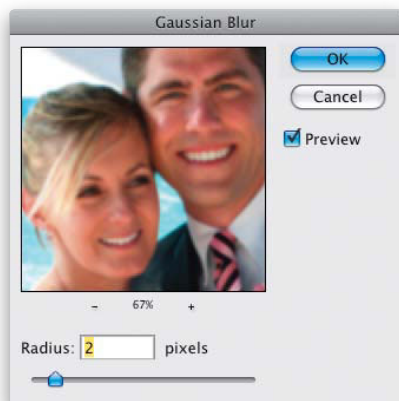 Gaussian Blur
OK
Cancel
Preview
- 67% +
Radius: 2 pixels